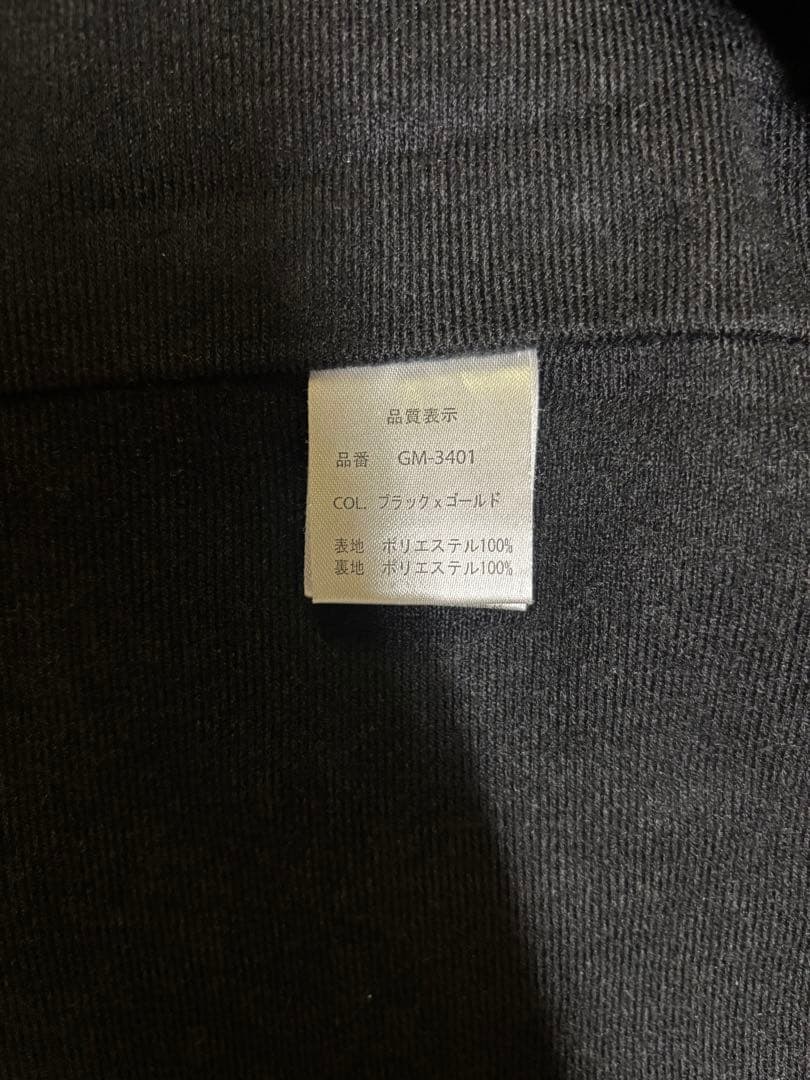 品質表示
品番 GM-3401
COL. ブラックxゴールド
表地 ポリエステル100%
裏地 ポリエステル100%